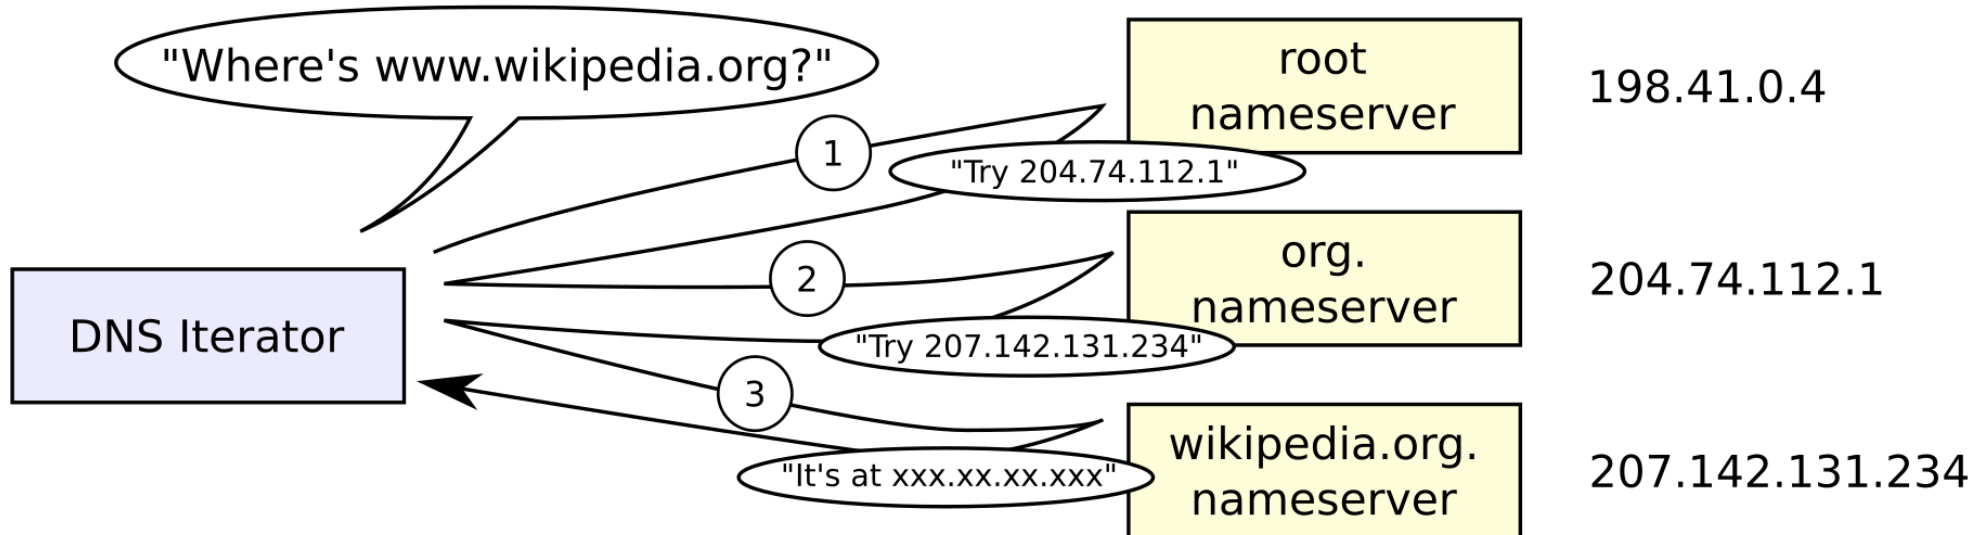 "Where's www.wikipedia.org?"
root
nameserver
198.41.0.4
1
"Try 204.74.112.1"
org.
nameserver
204.74.112.1
2
"Try 207.142.131.234"
DNS Iterator
3
wikipedia.org.
nameserver
207.142.131.234
"It's at xxx.xx.xx.xxx"